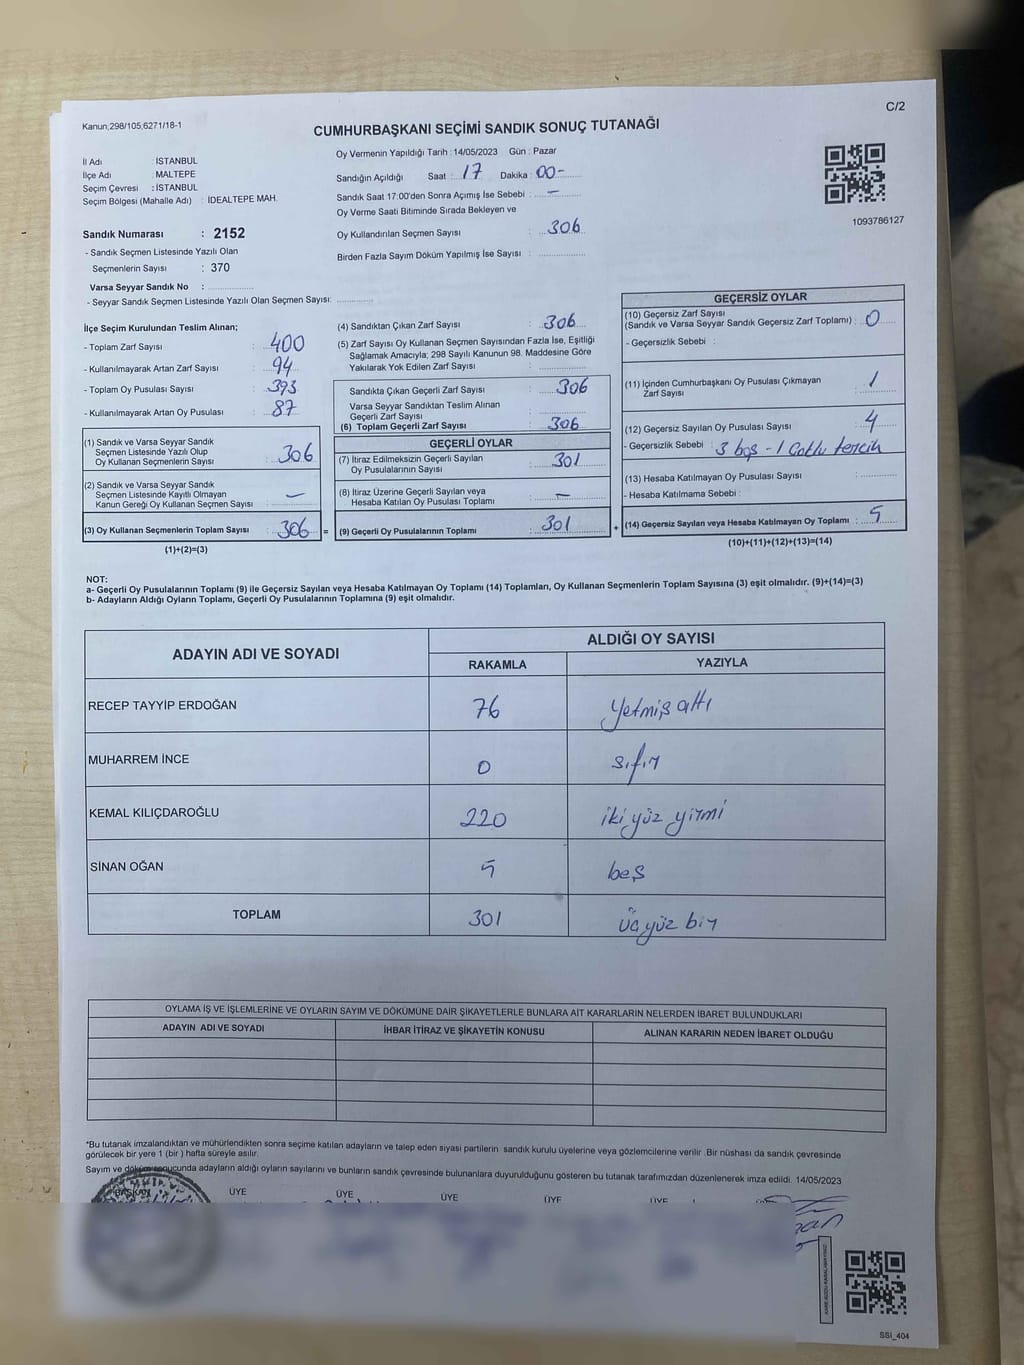 C/2
Kanun;298/105,6271/18-1
CUMHURBAŞKANI SEÇİMİ SANDIK SONUÇ TUTANAĞI
İl Adı : İSTANBUL
İlçe Adı : MALTEPE
Seçim Çevresi : İSTANBUL
Seçim Bölgesi (Mahalle Adı) : İDEALTEPE MAH.
Sandık Numarası : 2152
- Sandık Seçmen Listesinde Yazılı Olan
Seçmenlerin Sayısı : 370
Varsa Seyyar Sandık No :
- Seyyar Sandık Seçmen Listesinde Yazılı Olan Seçmen Sayısı:
Oy Vermenin Yapıldığı Tarih : 14/05/2023 Gün : Pazar
Sandığın Açıldığı Saat : 17 Dakika : 00-
Sandık Saat 17:00'den Sonra Açımış İse Sebebi : —
Oy Verme Saati Bitiminde Sırada Bekleyen ve
Oy Kullandırılan Seçmen Sayısı : 306
Birden Fazla Sayım Döküm Yapılmış İse Sayısı :
1093786127
İlçe Seçim Kurulundan Teslim Alınan;
- Toplam Zarf Sayısı : 400
- Kullanılmayarak Artan Zarf Sayısı : 94
- Toplam Oy Pusulası Sayısı : 393
- Kullanılmayarak Artan Oy Pusulası : 87
(1) Sandık ve Varsa Seyyar Sandık
Seçmen Listesinde Yazılı Olup
Oy Kullanan Seçmenlerin Sayısı : 306
(2) Sandık ve Varsa Seyyar Sandık
Seçmen Listesinde Kayıtlı Olmayan
Kanun Gereği Oy Kullanan Seçmen Sayısı : —
(3) Oy Kullanan Seçmenlerin Toplam Sayısı : 306 =
(1)+(2)=(3)
(4) Sandıktan Çıkan Zarf Sayısı : 306
(5) Zarf Sayısı Oy Kullanan Seçmen Sayısından Fazla İse, Eşitliği
Sağlamak Amacıyla; 298 Sayılı Kanunun 98. Maddesine Göre
Yakılarak Yok Edilen Zarf Sayısı :
Sandıkta Çıkan Geçerli Zarf Sayısı : 306
Varsa Seyyar Sandıktan Teslim Alınan
Geçerli Zarf Sayısı :
(6) Toplam Geçerli Zarf Sayısı : 306
GEÇERLİ OYLAR
(7) İtiraz Edilmeksizin Geçerli Sayılan
Oy Pusulalarının Sayısı : 301
(8) İtiraz Üzerine Geçerli Sayılan veya
Hesaba Katılan Oy Pusulası Toplamı : —
(9) Geçerli Oy Pusulalarının Toplamı : 301 +
GEÇERSİZ OYLAR
(10) Geçersiz Zarf Sayısı
(Sandık ve Varsa Seyyar Sandık Geçersiz Zarf Toplamı) : 0
- Geçersizlik Sebebi :
(11) İçinden Cumhurbaşkanı Oy Pusulası Çıkmayan
Zarf Sayısı : 1
(12) Geçersiz Sayılan Oy Pusulası Sayısı : 4
- Geçersizlik Sebebi : 3 boş - 1 Çoklu tercih
(13) Hesaba Katılmayan Oy Pusulası Sayısı :
- Hesaba Katılmama Sebebi :
(14) Geçersiz Sayılan veya Hesaba Katılmayan Oy Toplamı : 5
(10)+(11)+(12)+(13)=(14)
NOT:
a- Geçerli Oy Pusulalarının Toplamı (9) ile Geçersiz Sayılan veya Hesaba Katılmayan Oy Toplamı (14) Toplamları, Oy Kullanan Seçmenlerin Toplam Sayısına (3) eşit olmalıdır. (9)+(14)=(3)
b- Adayların Aldığı Oyların Toplamı, Geçerli Oy Pusulalarının Toplamına (9) eşit olmalıdır.
ADAYIN ADI VE SOYADI ALDIĞI OY SAYISI
RAKAMLA YAZIYLA
RECEP TAYYİP ERDOĞAN 76 Yetmiş altı
MUHARREM İNCE 0 sıfır
KEMAL KILIÇDAROĞLU 220 iki yüz yirmi
SİNAN OĞAN 5 beş
TOPLAM 301 üç yüz bir
OYLAMA İŞ VE İŞLEMLERİNE VE OYLARIN SAYIM VE DÖKÜMÜNE DAİR ŞİKAYETLERLE BUNLARA AİT KARARLARIN NELERDEN İBARET BULUNDUKLARI
ADAYIN ADI VE SOYADI İHBAR İTİRAZ VE ŞİKAYETİN KONUSU ALINAN KARARIN NEDEN İBARET OLDUĞU
*Bu tutanak imzalandıktan ve mühürlendikten sonra seçime katılan adayların ve talep eden siyasi partilerin sandık kurulu üyelerine veya gözlemcilerine verilir .Bir nüshası da sandık çevresinde
görülecek bir yere 1 (bir ) hafta süreyle asılır.
Sayım ve döküm sonucunda adayların aldığı oyların sayılarını ve bunların sandık çevresinde bulunanlara duyurulduğunu gösteren bu tutanak tarafımızdan düzenlenerek imza edildi. 14/05/2023
BAŞKAN ÜYE ÜYE ÜYE ÜYE ÜYE
SSİ_404